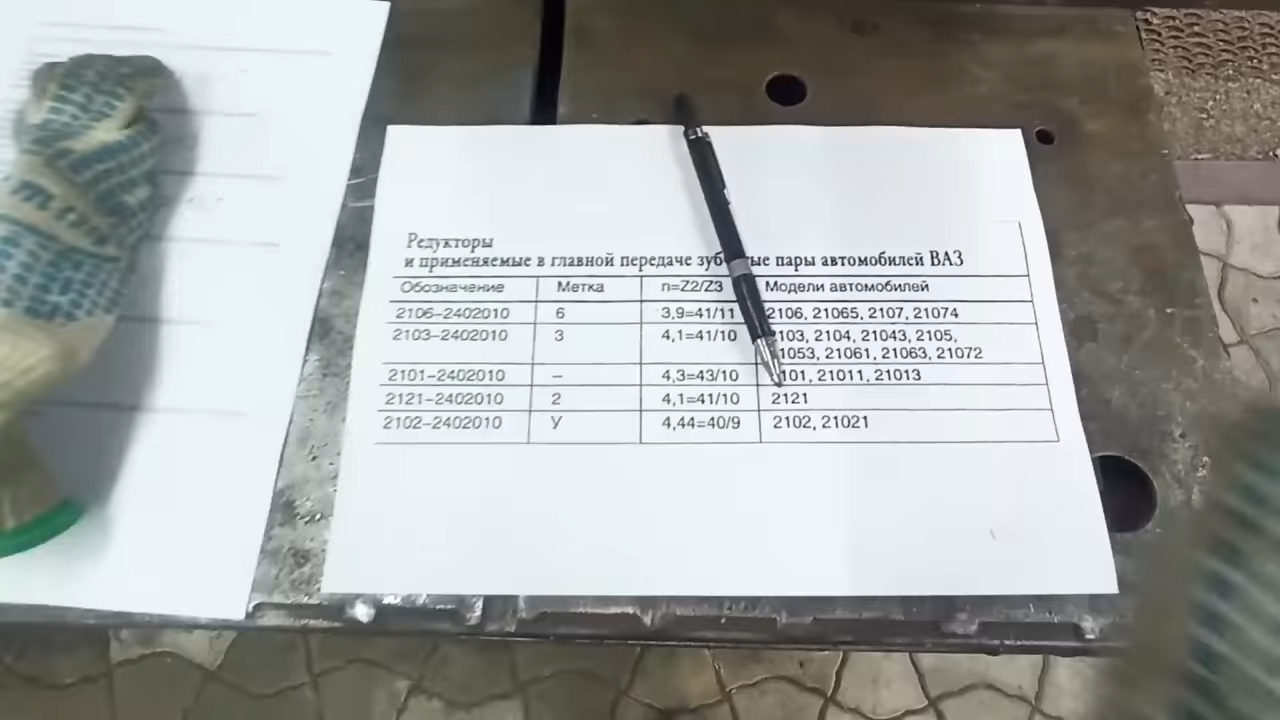 Редукторы
и применяемые в главной передаче пары автомобилей ВАЗ
Обозначение Метка n=Z2/Z3 Модели автомобилей
2106–2402010 6 3,9=41/11 2106, 21065, 2107, 21074
2103–2402010 3 4,1=41/10 2104, 21043, 2105,
21061, 21063, 21072
2101–2402010 – 4,3=43/10 21011, 21013
2121–2402010 2 4,1=41/10 2121
2102–2402010 У 4,44=40/9 2102, 21021